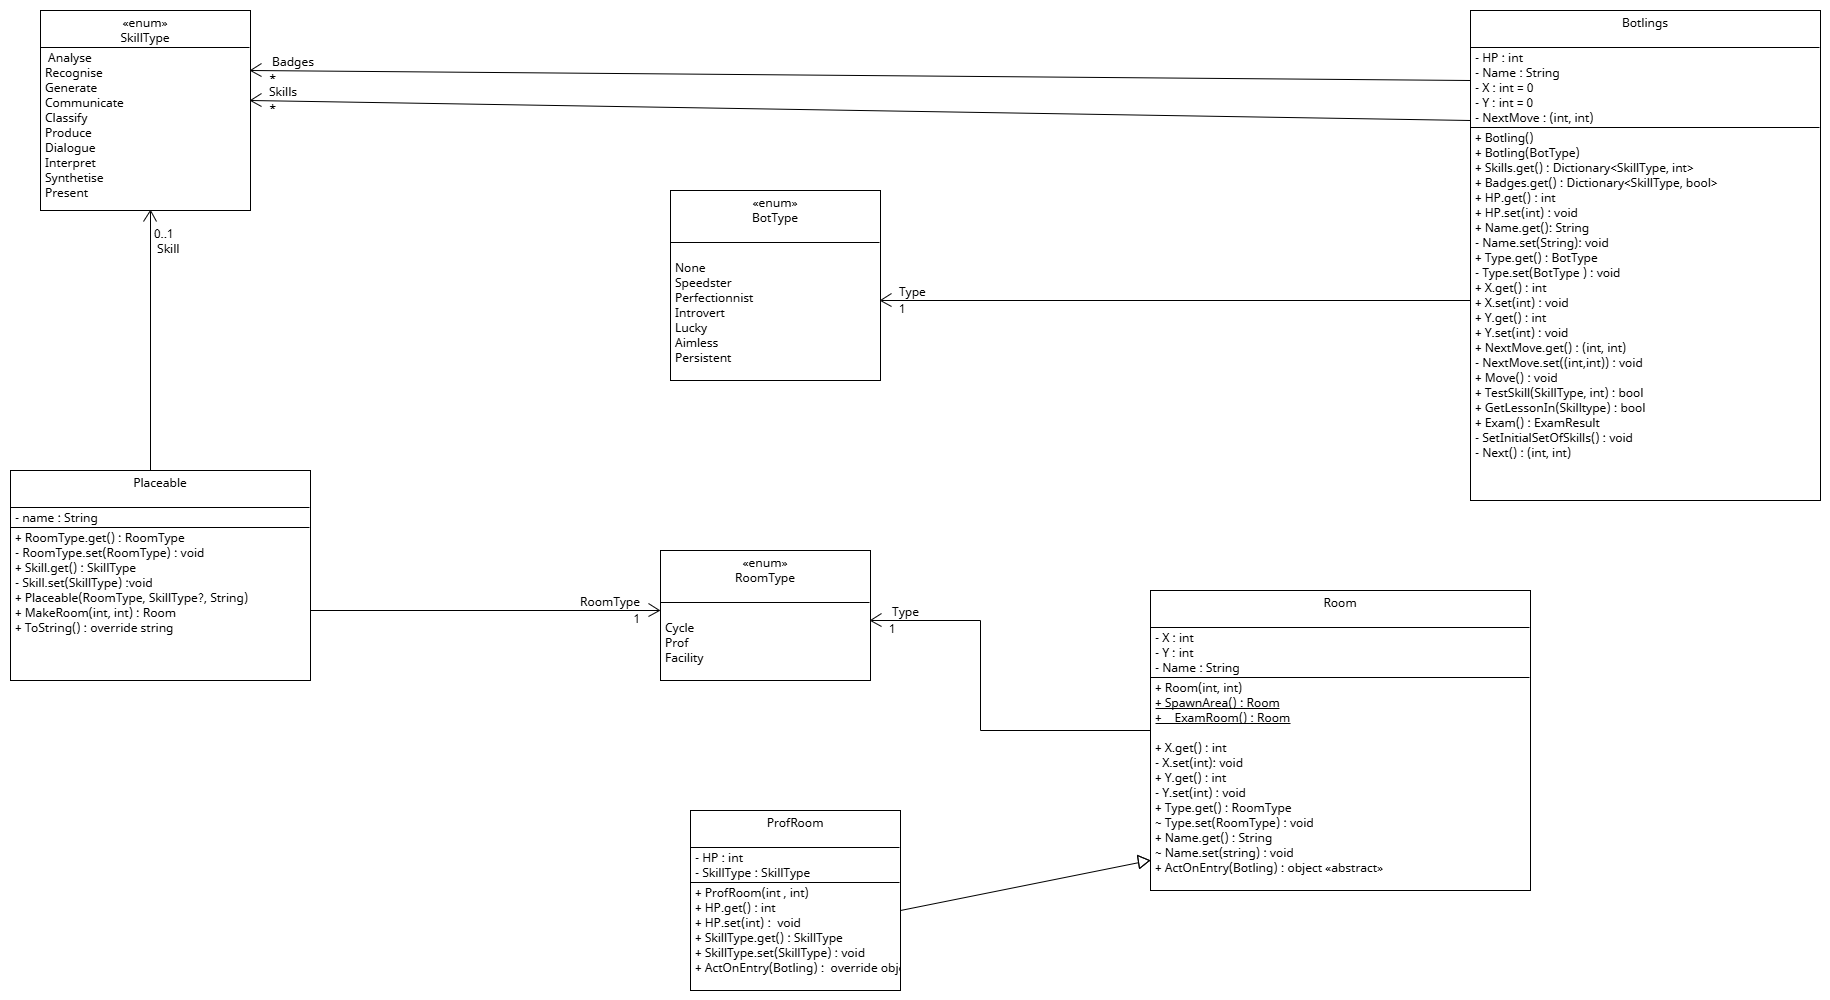 «enum»
SkillType
Analyse
Recognise
Generate
Communicate
Classify
Produce
Dialogue
Interpret
Synthetise
Present
Badges
*
Skills
*
0..1
Skill
Botlings
- HP : int
- Name : String
- X : int = 0
- Y : int = 0
- NextMove : (int, int)
+ Botling()
+ Botling(BotType)
+ Skills.get() : Dictionary<SkillType, int>
+ Badges.get() : Dictionary<SkillType, bool>
+ HP.get() : int
+ HP.set(int) : void
+ Name.get(): String
- Name.set(String): void
+ Type.get() : BotType
- Type.set(BotType ) : void
+ X.get() : int
+ X.set(int) : void
+ Y.get() : int
+ Y.set(int) : void
+ NextMove.get() : (int, int)
- NextMove.set((int,int)) : void
+ Move() : void
+ TestSkill(SkillType, int) : bool
+ GetLessonIn(Skilltype) : bool
+ Exam() : ExamResult
- SetInitialSetOfSkills() : void
- Next() : (int, int)
«enum»
BotType
None
Speedster
Perfectionnist
Introvert
Lucky
Aimless
Persistent
Type
1
Placeable
- name : String
+ RoomType.get() : RoomType
- RoomType.set(RoomType) : void
+ Skill.get() : SkillType
- Skill.set(SkillType) :void
+ Placeable(RoomType, SkillType?, String)
+ MakeRoom(int, int) : Room
+ ToString() : override string
RoomType
1
«enum»
RoomType
Cycle
Prof
Facility
Type
1
Room
- X : int
- Y : int
- Name : String
+ Room(int, int)
+ SpawnArea() : Room
+ ExamRoom() : Room
+ X.get() : int
- X.set(int): void
+ Y.get() : int
- Y.set(int) : void
+ Type.get() : RoomType
~ Type.set(RoomType) : void
+ Name.get() : String
~ Name.set(string) : void
+ ActOnEntry(Botling) : object «abstract»
ProfRoom
- HP : int
- SkillType : SkillType
+ ProfRoom(int , int)
+ HP.get() : int
+ HP.set(int) : void
+ SkillType.get() : SkillType
+ SkillType.set(SkillType) : void
+ ActOnEntry(Botling) : override obj